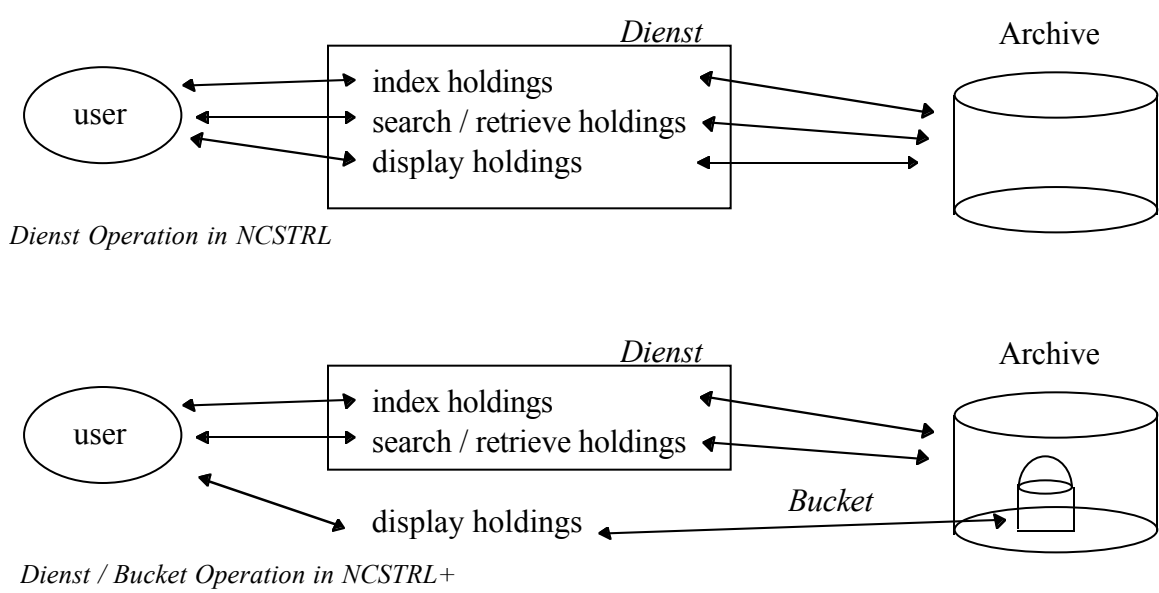 Dienst
Archive
user
index holdings
search / retrieve holdings
display holdings
Dienst Operation in NCSTRL
Dienst
Archive
user
index holdings
search / retrieve holdings
Bucket
display holdings
Dienst / Bucket Operation in NCSTRL+